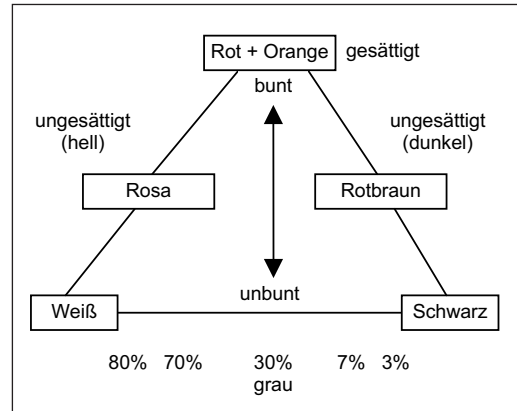 Rot + Orange gesättigt
bunt
ungesättigt ungesättigt
(hell) (dunkel)
Rosa Rotbraun
unbunt
Weiß Schwarz
80% 70% 30% 7% 3%
grau